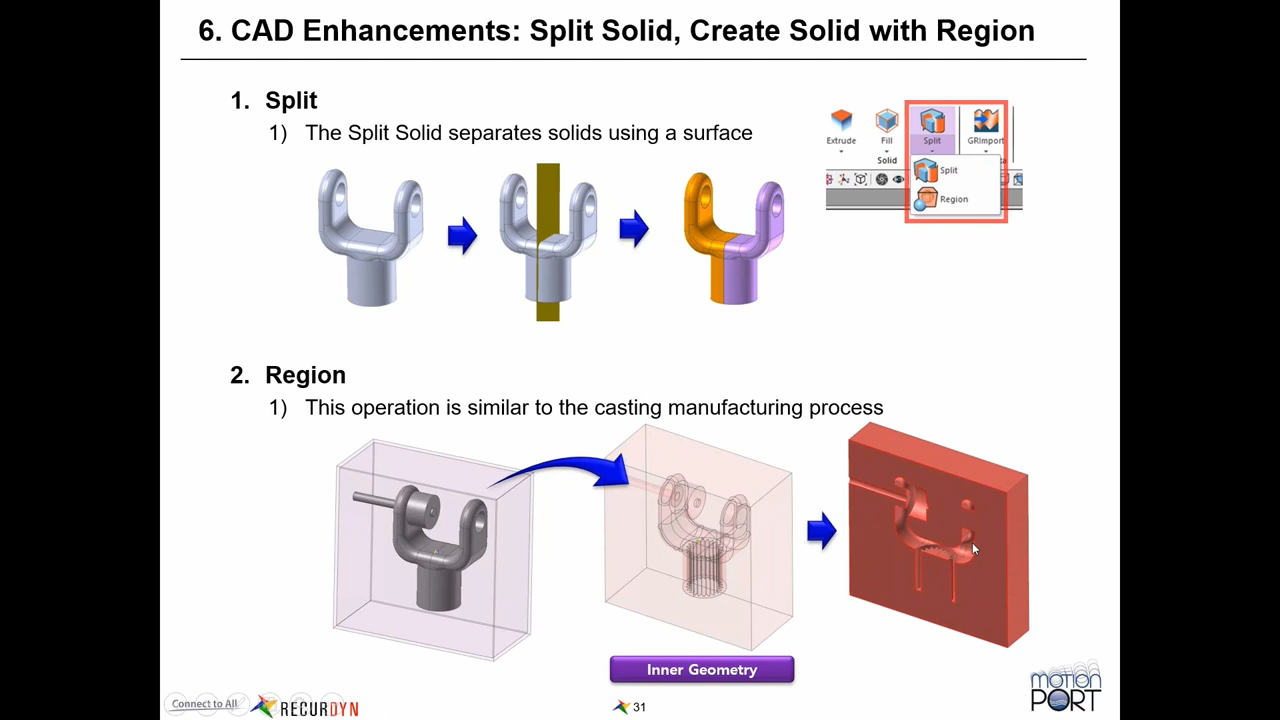 6. CAD Enhancements: Split Solid, Create Solid with Region
1. Split
1) The Split Solid separates solids using a surface
Extrude Fill Split GRImport
Solid
Split
Region
2. Region
1) This operation is similar to the casting manufacturing process
Inner Geometry
Connect to All
RECURDYN
31
motion
PORT